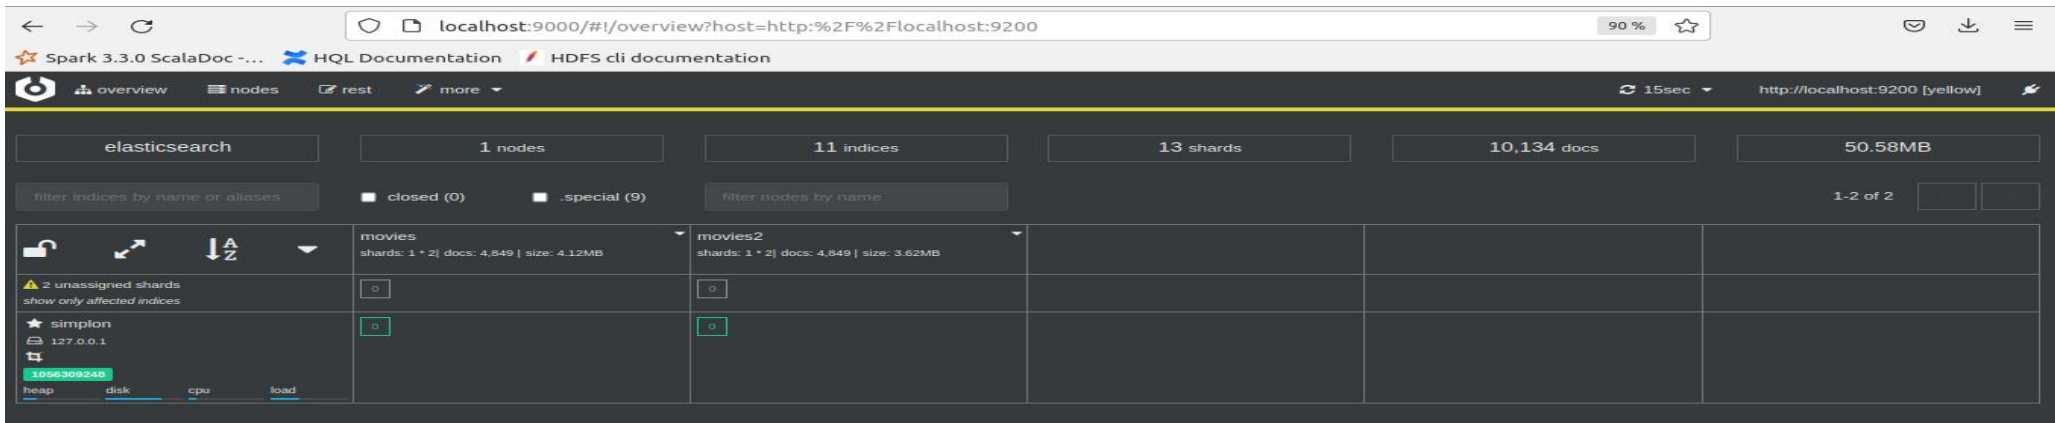 localhost:9000/#!/overview?host=http:%2F%2Flocalhost:9200 90 %
Spark 3.3.0 ScalaDoc -... HQL Documentation HDFS cli documentation
overview nodes rest more 15sec http://localhost:9200 [yellow]
elasticsearch 1 nodes 11 indices 13 shards 10,134 docs 50.58MB
filter indices by name or aliases closed (0) .special (9) filter nodes by name 1-2 of 2
movies movies2
shards: 1 * 2| docs: 4,849 | size: 4.12MB shards: 1 * 2| docs: 4,849 | size: 3.62MB
2 unassigned shards 0 0
show only affected indices
simplon 0 0
127.0.0.1
1056309248
heap disk cpu load